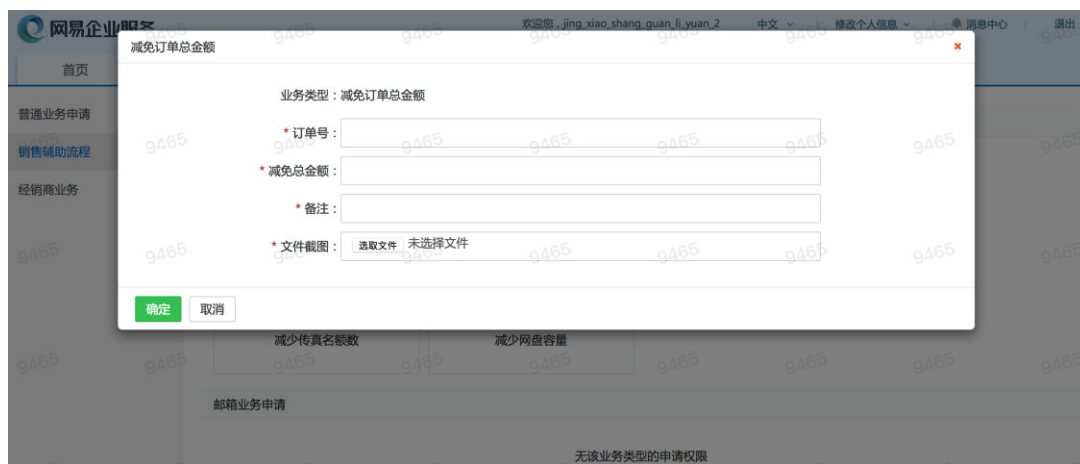 网易企业服务
欢迎您，jing_xiao_shang_guan_li_yuan_2 中文 修改个人信息 消息中心 退出
减免订单总金额
首页
业务类型：减免订单总金额
普通业务申请
* 订单号：
销售辅助流程
* 减免总金额：
经销商业务
* 备注：
* 文件截图： 选取文件 未选择文件
确定 取消
减少传真名额数 减少网盘容量
邮箱业务申请
无该业务类型的申请权限
9465